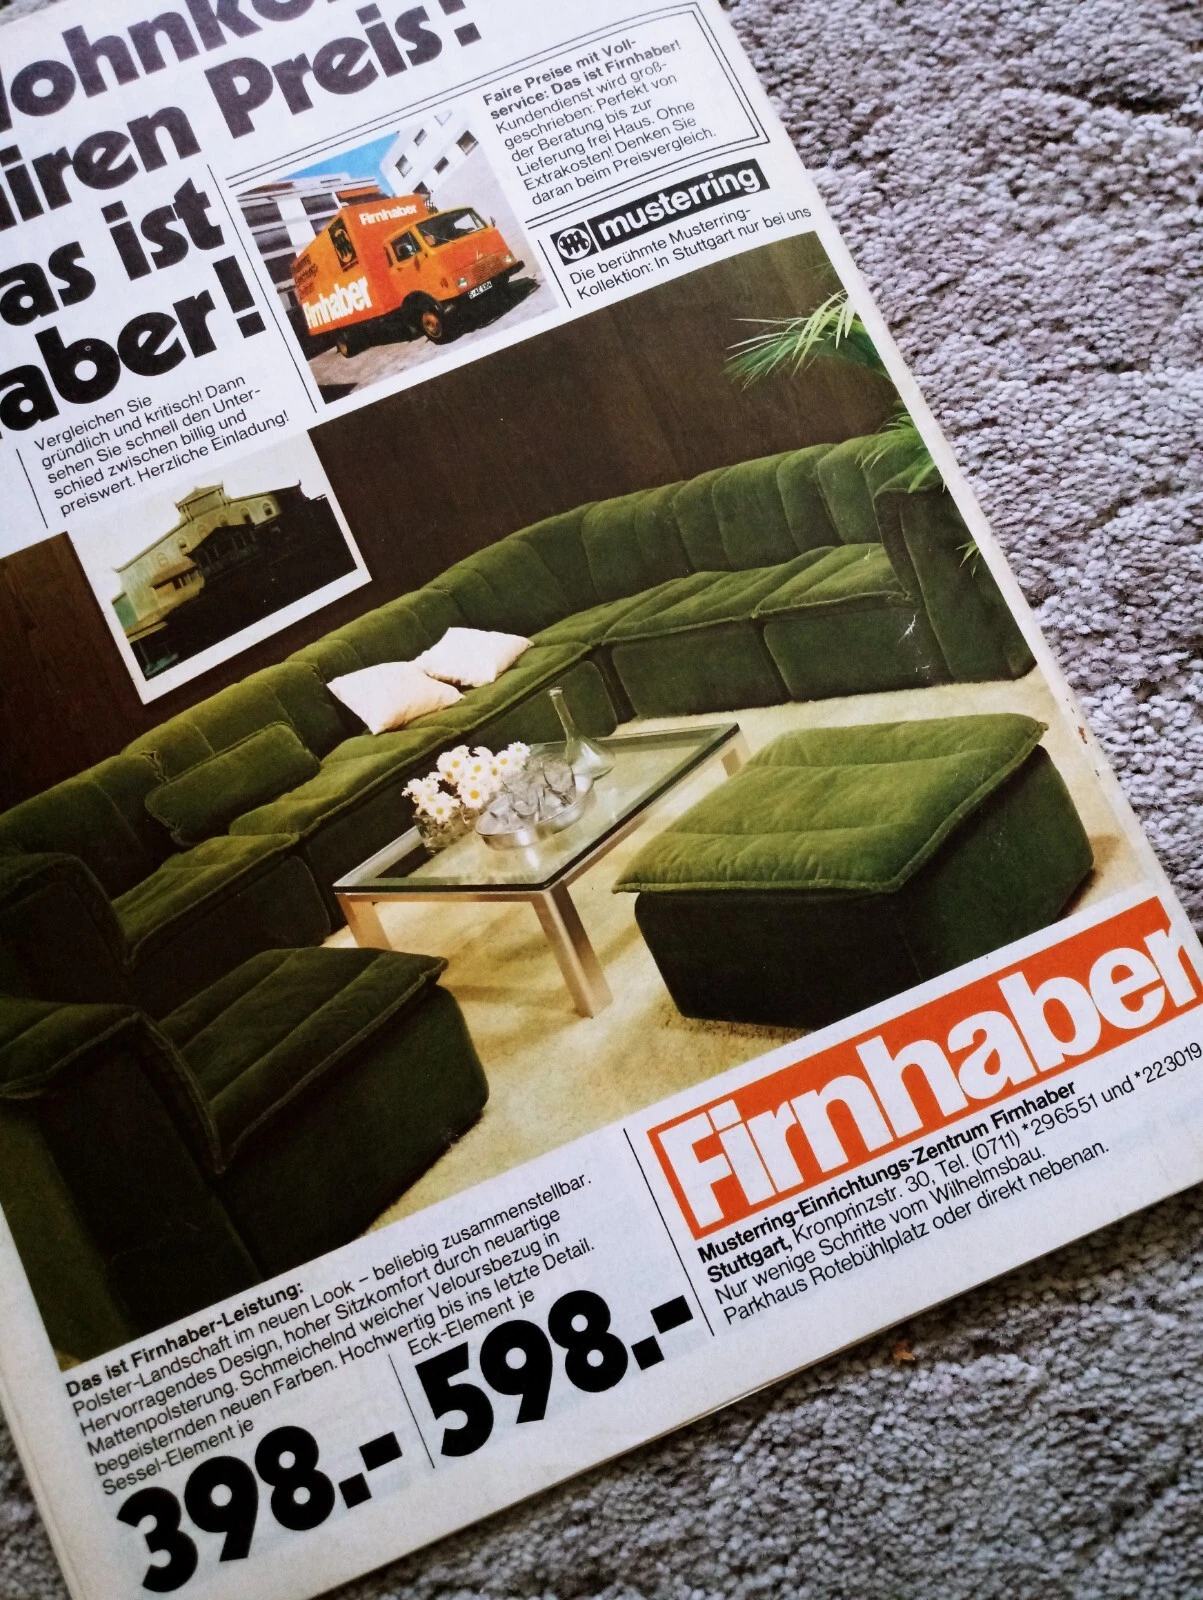 iren Preis!
as ist
aber!
Faire Preise mit Voll-
service: Das ist Firnhaber!
Kundendienst wird groß-
geschrieben: Perfekt von
der Beratung bis zur
Lieferung frei Haus. Ohne
Extrakosten! Denken Sie
daran beim Preisvergleich.
Firnhaber
Firnhaber
musterring
Die berühmte Musterring-
Kollektion: In Stuttgart nur bei uns
Vergleichen Sie
gründlich und kritisch! Dann
sehen Sie schnell den Unter-
schied zwischen billig und
preiswert. Herzliche Einladung!
Das ist Firnhaber-Leistung:
Polster-Landschaft im neuen Look – beliebig zusammenstellbar.
Hervorragendes Design, hoher Sitzkomfort durch neuartige
Mattenpolsterung. Schmeichelnd weicher Veloursbezug in
begeisternden neuen Farben. Hochwertig bis ins letzte Detail.
Sessel-Element je
398.-
Eck-Element je
598.-
Firnhaber
Musterring-Einrichtungs-Zentrum Firnhaber
Stuttgart, Kronprinzstr. 30, Tel. (0711) *296551 und *223019
Nur wenige Schritte vom Wilhelmsbau.
Parkhaus Rotebühlplatz oder direkt nebenan.